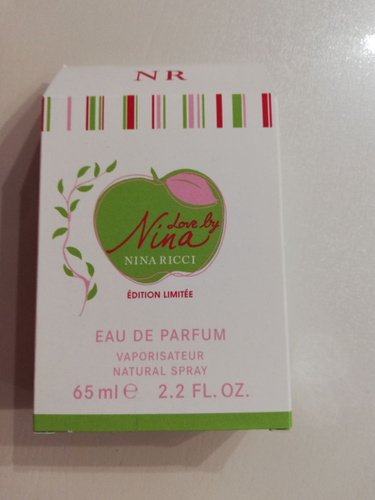 NR
Love by
Nina
NINA RICCI
ÉDITION LIMITÉE
EAU DE PARFUM
VAPORISATEUR
NATURAL SPRAY
65 ml ℮ 2.2 FL. OZ.